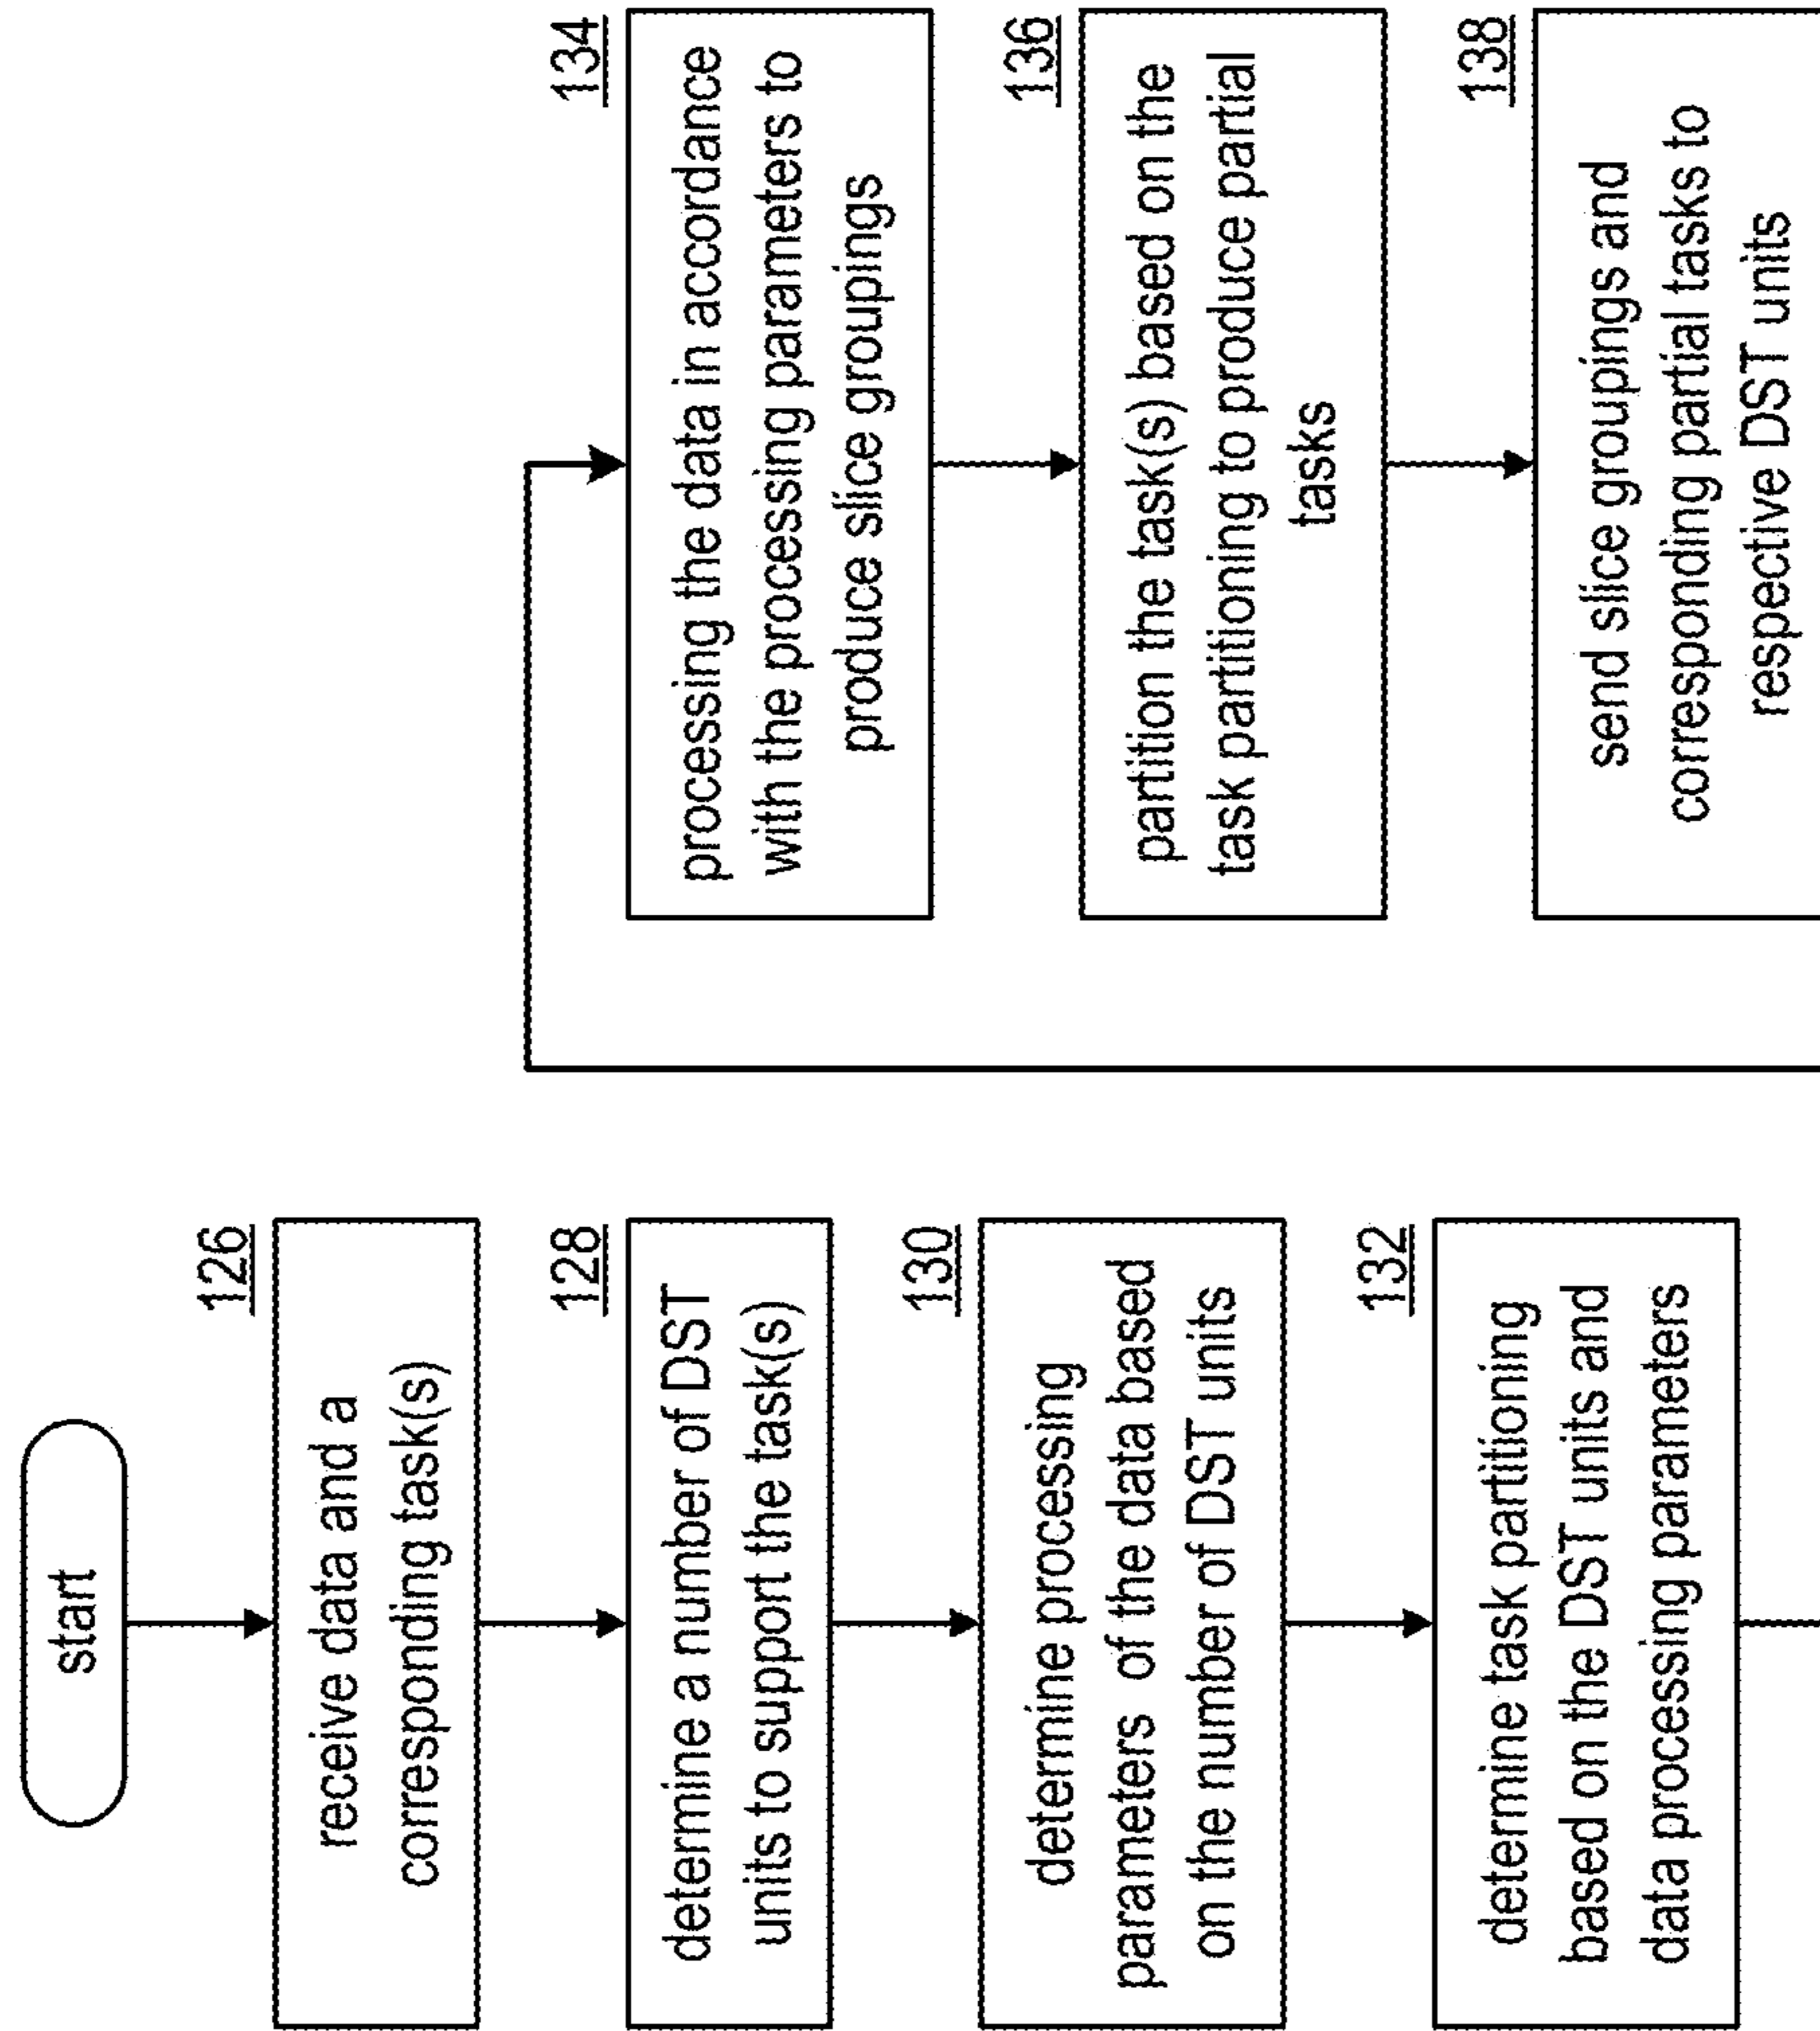 start
126
receive data and a
corresponding task(s)
128
determine a number of DST
units to support the task(s)
130
determine processing
parameters of the data based
on the number of DST units
132
determine task partitioning
based on the DST units and
data processing parameters
134
processing the data in accordance
with the processing parameters to
produce slice groupings
136
partition the task(s) based on the
task partitioning to produce partial
tasks
138
send slice groupings and
corresponding partial tasks to
respective DST units